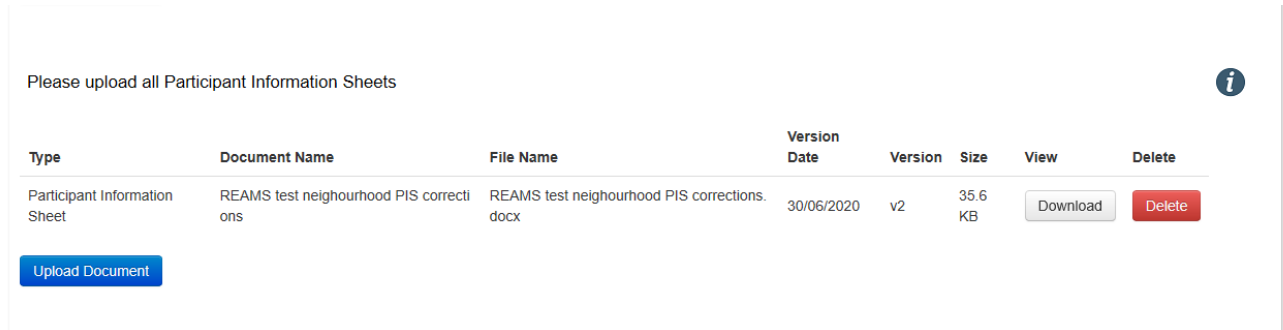 Please upload all Participant Information Sheets
i
Type Document Name File Name Version Date Version Size View Delete
Participant Information Sheet REAMS test neighourhood PIS corrections REAMS test neighourhood PIS corrections.docx 30/06/2020 v2 35.6 KB Download Delete
Upload Document